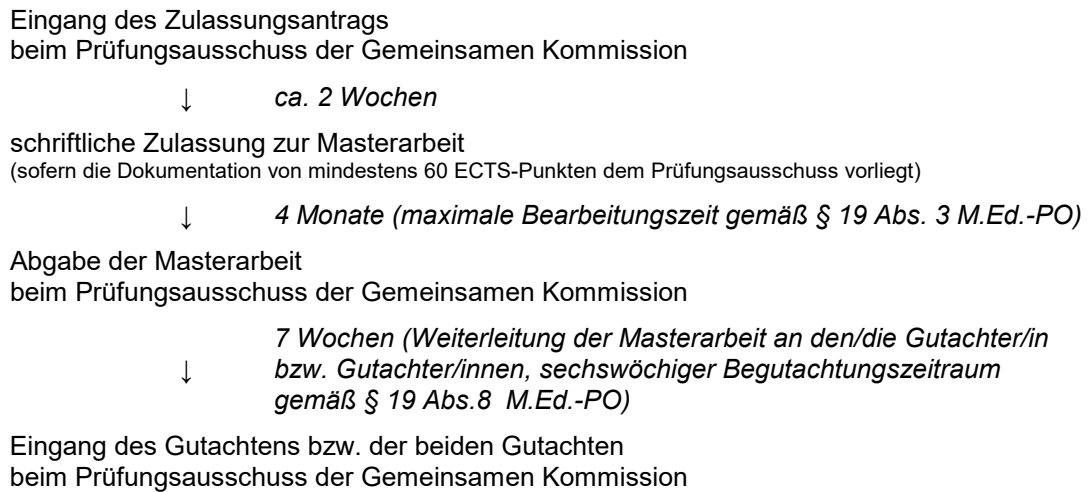 Eingang des Zulassungsantrags
beim Prüfungsausschuss der Gemeinsamen Kommission
↓ ca. 2 Wochen
schriftliche Zulassung zur Masterarbeit
(sofern die Dokumentation von mindestens 60 ECTS-Punkten dem Prüfungsausschuss vorliegt)
↓ 4 Monate (maximale Bearbeitungszeit gemäß § 19 Abs. 3 M.Ed.-PO)
Abgabe der Masterarbeit
beim Prüfungsausschuss der Gemeinsamen Kommission
7 Wochen (Weiterleitung der Masterarbeit an den/die Gutachter/in
↓ bzw. Gutachter/innen, sechswöchiger Begutachtungszeitraum
gemäß § 19 Abs.8  M.Ed.-PO)
Eingang des Gutachtens bzw. der beiden Gutachten
beim Prüfungsausschuss der Gemeinsamen Kommission